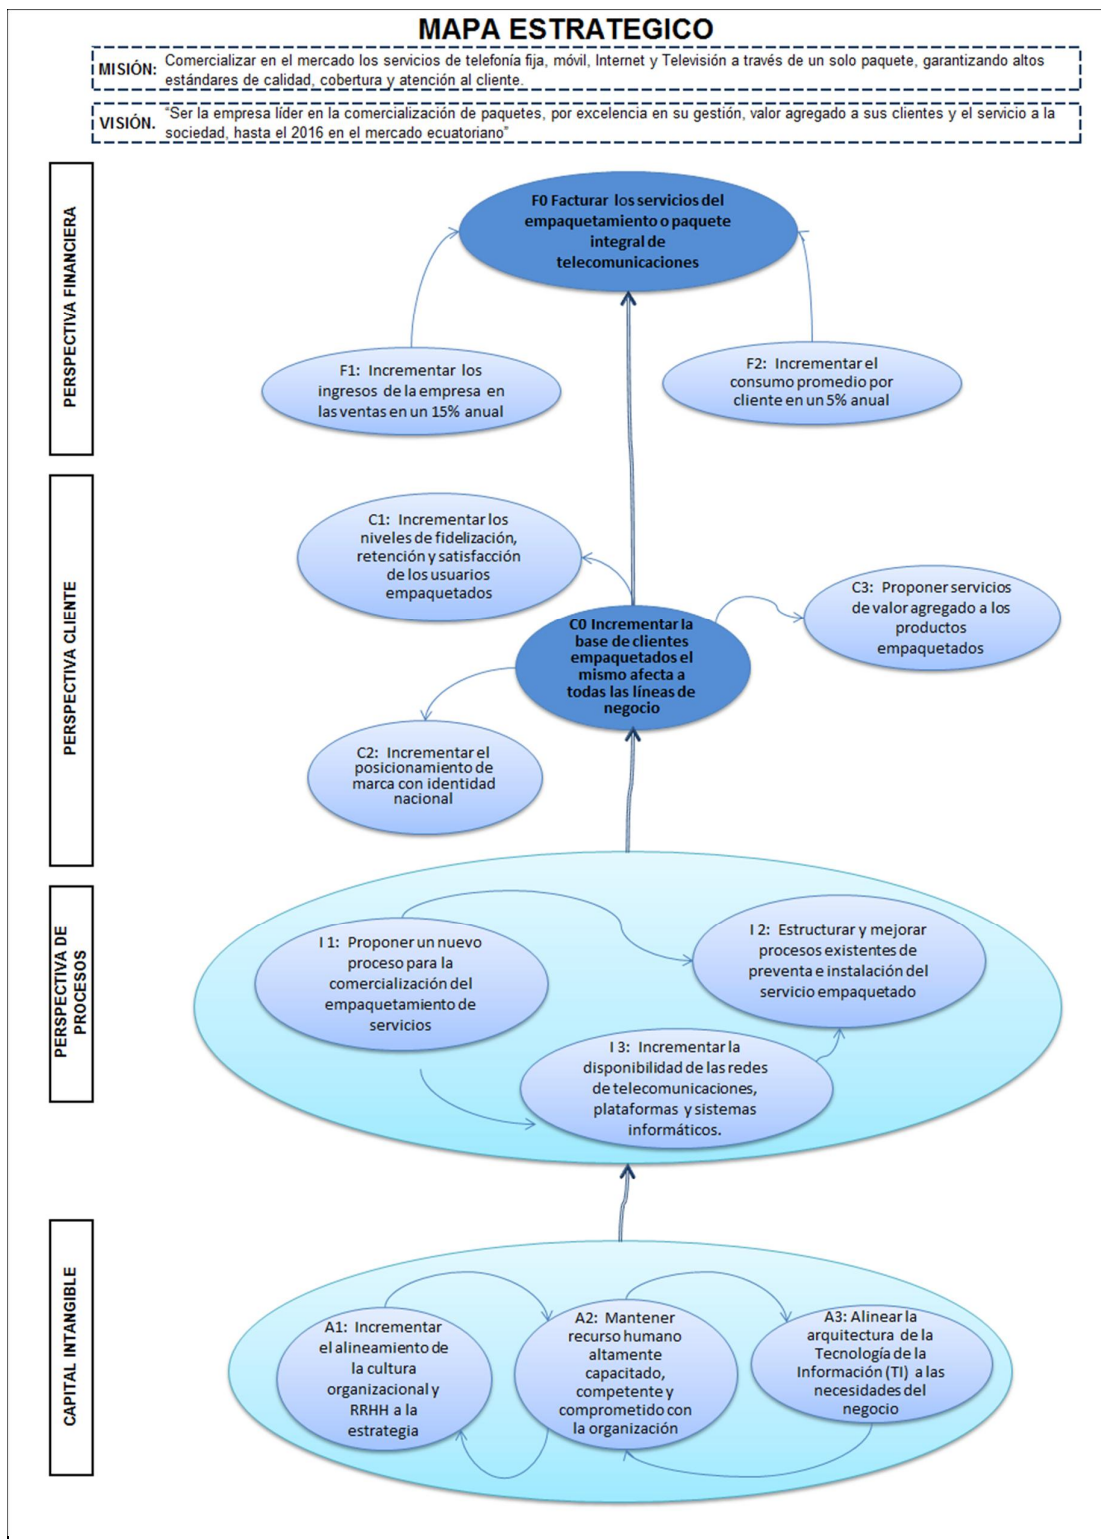 MAPA ESTRATEGICO
MISIÓN: Comercializar en el mercado los servicios de telefonía fija, móvil, Internet y Televisión a través de un solo paquete, garantizando altos
estándares de calidad, cobertura y atención al cliente.
VISIÓN. "Ser la empresa líder en la comercialización de paquetes, por excelencia en su gestión, valor agregado a sus clientes y el servicio a la
sociedad, hasta el 2016 en el mercado ecuatoriano"
PERSPECTIVA FINANCIERA
F0 Facturar los servicios del
empaquetamiento o paquete
integral de
telecomunicaciones
F1: Incrementar los
ingresos de la empresa en
las ventas en un 15% anual
F2: Incrementar el
consumo promedio por
cliente en un 5% anual
PERSPECTIVA CLIENTE
C1: Incrementar los
niveles de fidelización,
retención y satisfacción
de los usuarios
empaquetados
C3: Proponer servicios
de valor agregado a los
productos
empaquetados
C0 Incrementar la
base de clientes
empaquetados el
mismo afecta a
todas las líneas de
negocio
C2: Incrementar el
posicionamiento de
marca con identidad
nacional
PERSPECTIVA DE
PROCESOS
I 1: Proponer un nuevo
proceso para la
comercialización del
empaquetamiento de
servicios
I 2: Estructurar y mejorar
procesos existentes de
preventa e instalación del
servicio empaquetado
I 3: Incrementar la
disponibilidad de las redes
de telecomunicaciones,
plataformas y sistemas
informáticos.
CAPITAL INTANGIBLE
A1: Incrementar
el alineamiento de
la cultura
organizacional y
RRHH a la
estrategia
A2: Mantener
recurso humano
altamente
capacitado,
competente y
comprometido con
la organización
A3: Alinear la
arquitectura de la
Tecnología de la
Información (TI) a las
necesidades del
negocio